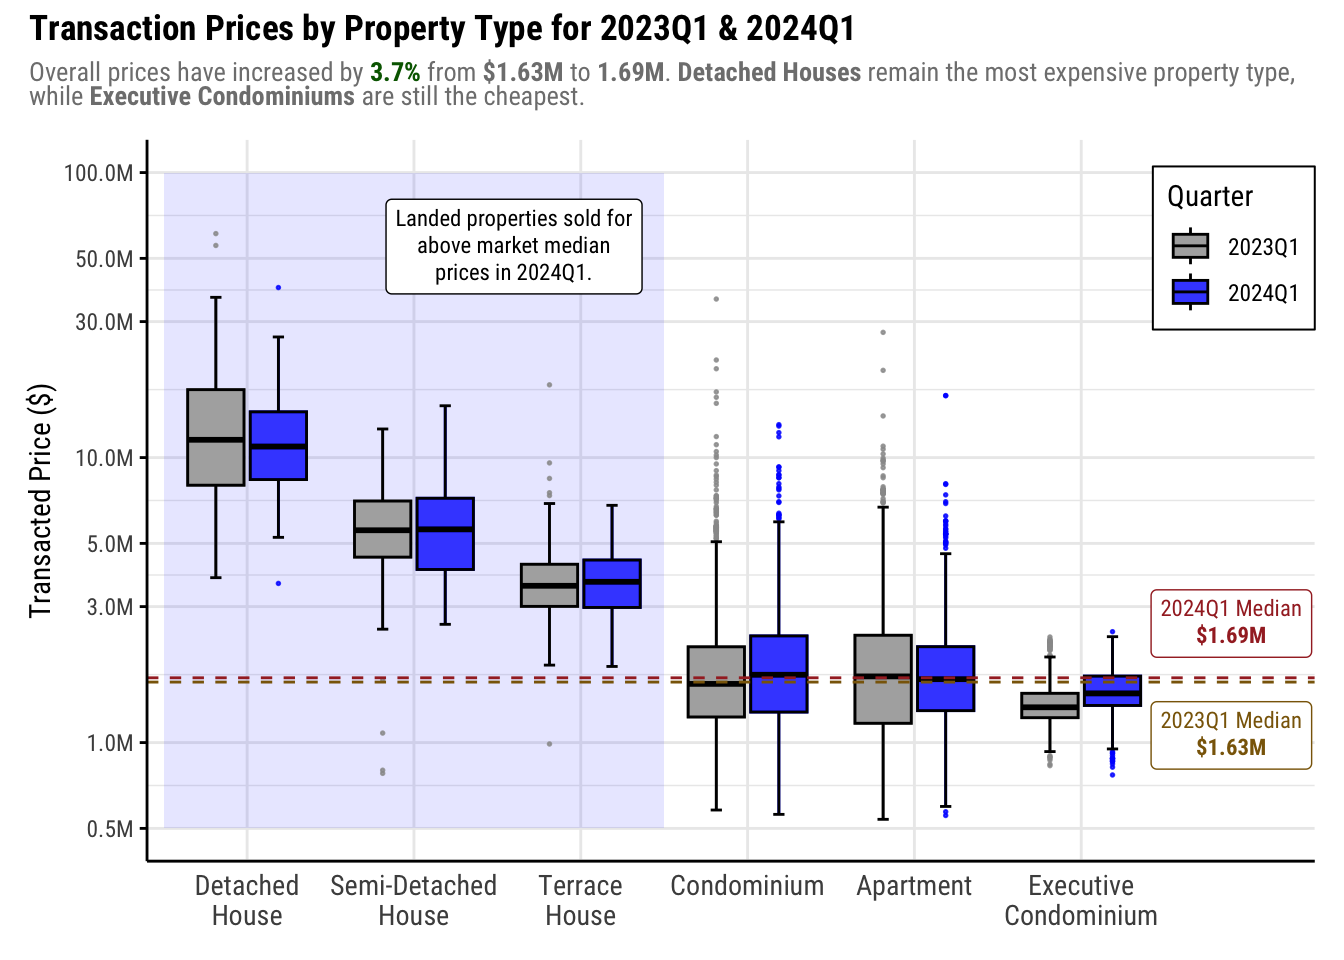 Transaction Prices by Property Type for 2023Q1 & 2024Q1
Overall prices have increased by 3.7% from $1.63M to 1.69M. Detached Houses remain the most expensive property type,
while Executive Condominiums are still the cheapest.
Transacted Price ($)
100.0M
50.0M
30.0M
10.0M
5.0M
3.0M
1.0M
0.5M
Landed properties sold for
above market median
prices in 2024Q1.
Quarter
2023Q1
2024Q1
2024Q1 Median
$1.69M
2023Q1 Median
$1.63M
Detached
House
Semi-Detached
House
Terrace
House
Condominium
Apartment
Executive
Condominium